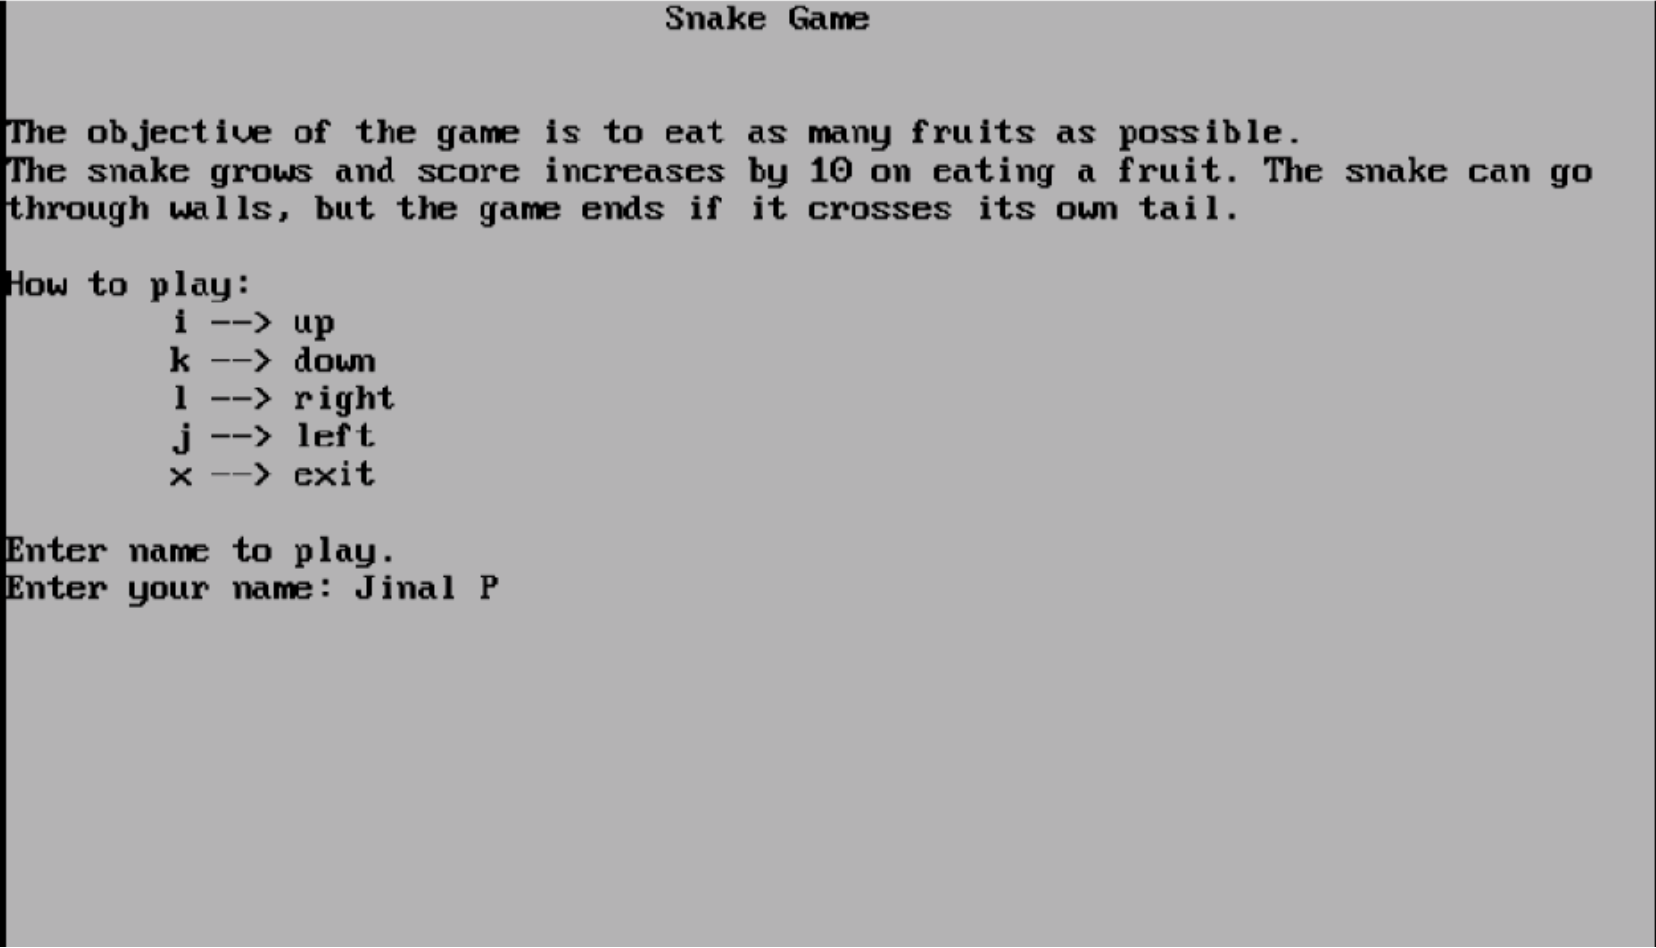 Snake Game
The objective of the game is to eat as many fruits as possible.
The snake grows and score increases by 10 on eating a fruit. The snake can go
through walls, but the game ends if it crosses its own tail.
How to play:
i --> up
k --> down
l --> right
j --> left
x --> exit
Enter name to play.
Enter your name: Jinal P